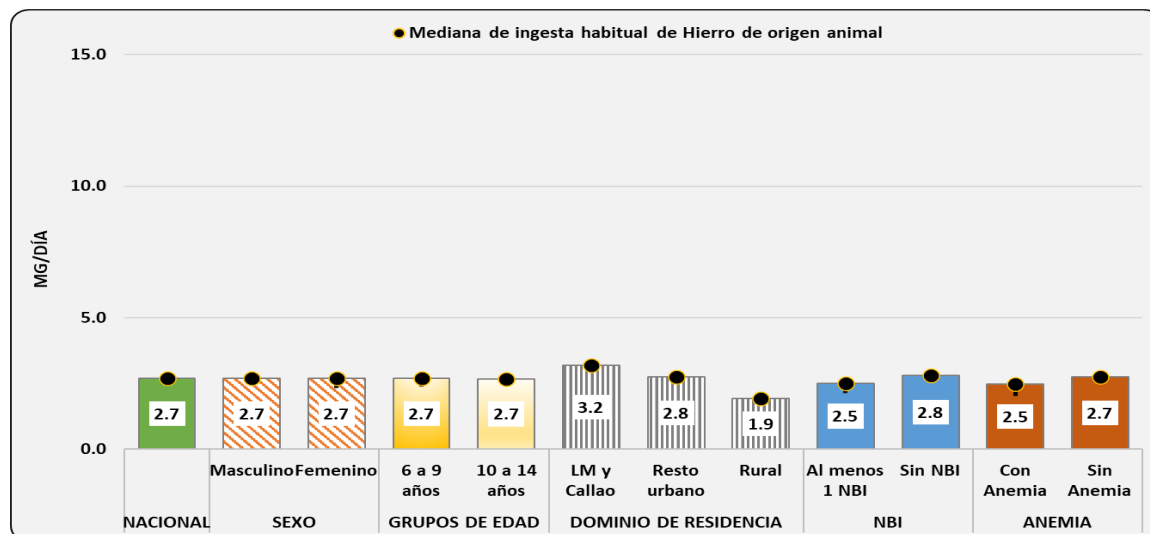 Mediana de ingesta habitual de Hierro de origen animal
15.0
10.0
5.0
0.0
MG/DÍA
2.7
2.7
2.7
2.7
2.7
3.2
2.8
1.9
2.5
2.8
2.5
2.7
Masculino
Femenino
6 a 9
años
10 a 14
años
LM y
Callao
Resto
urbano
Rural
Al menos
1 NBI
Sin NBI
Con
Anemia
Sin
Anemia
NACIONAL
SEXO
GRUPOS DE EDAD
DOMINIO DE RESIDENCIA
NBI
ANEMIA